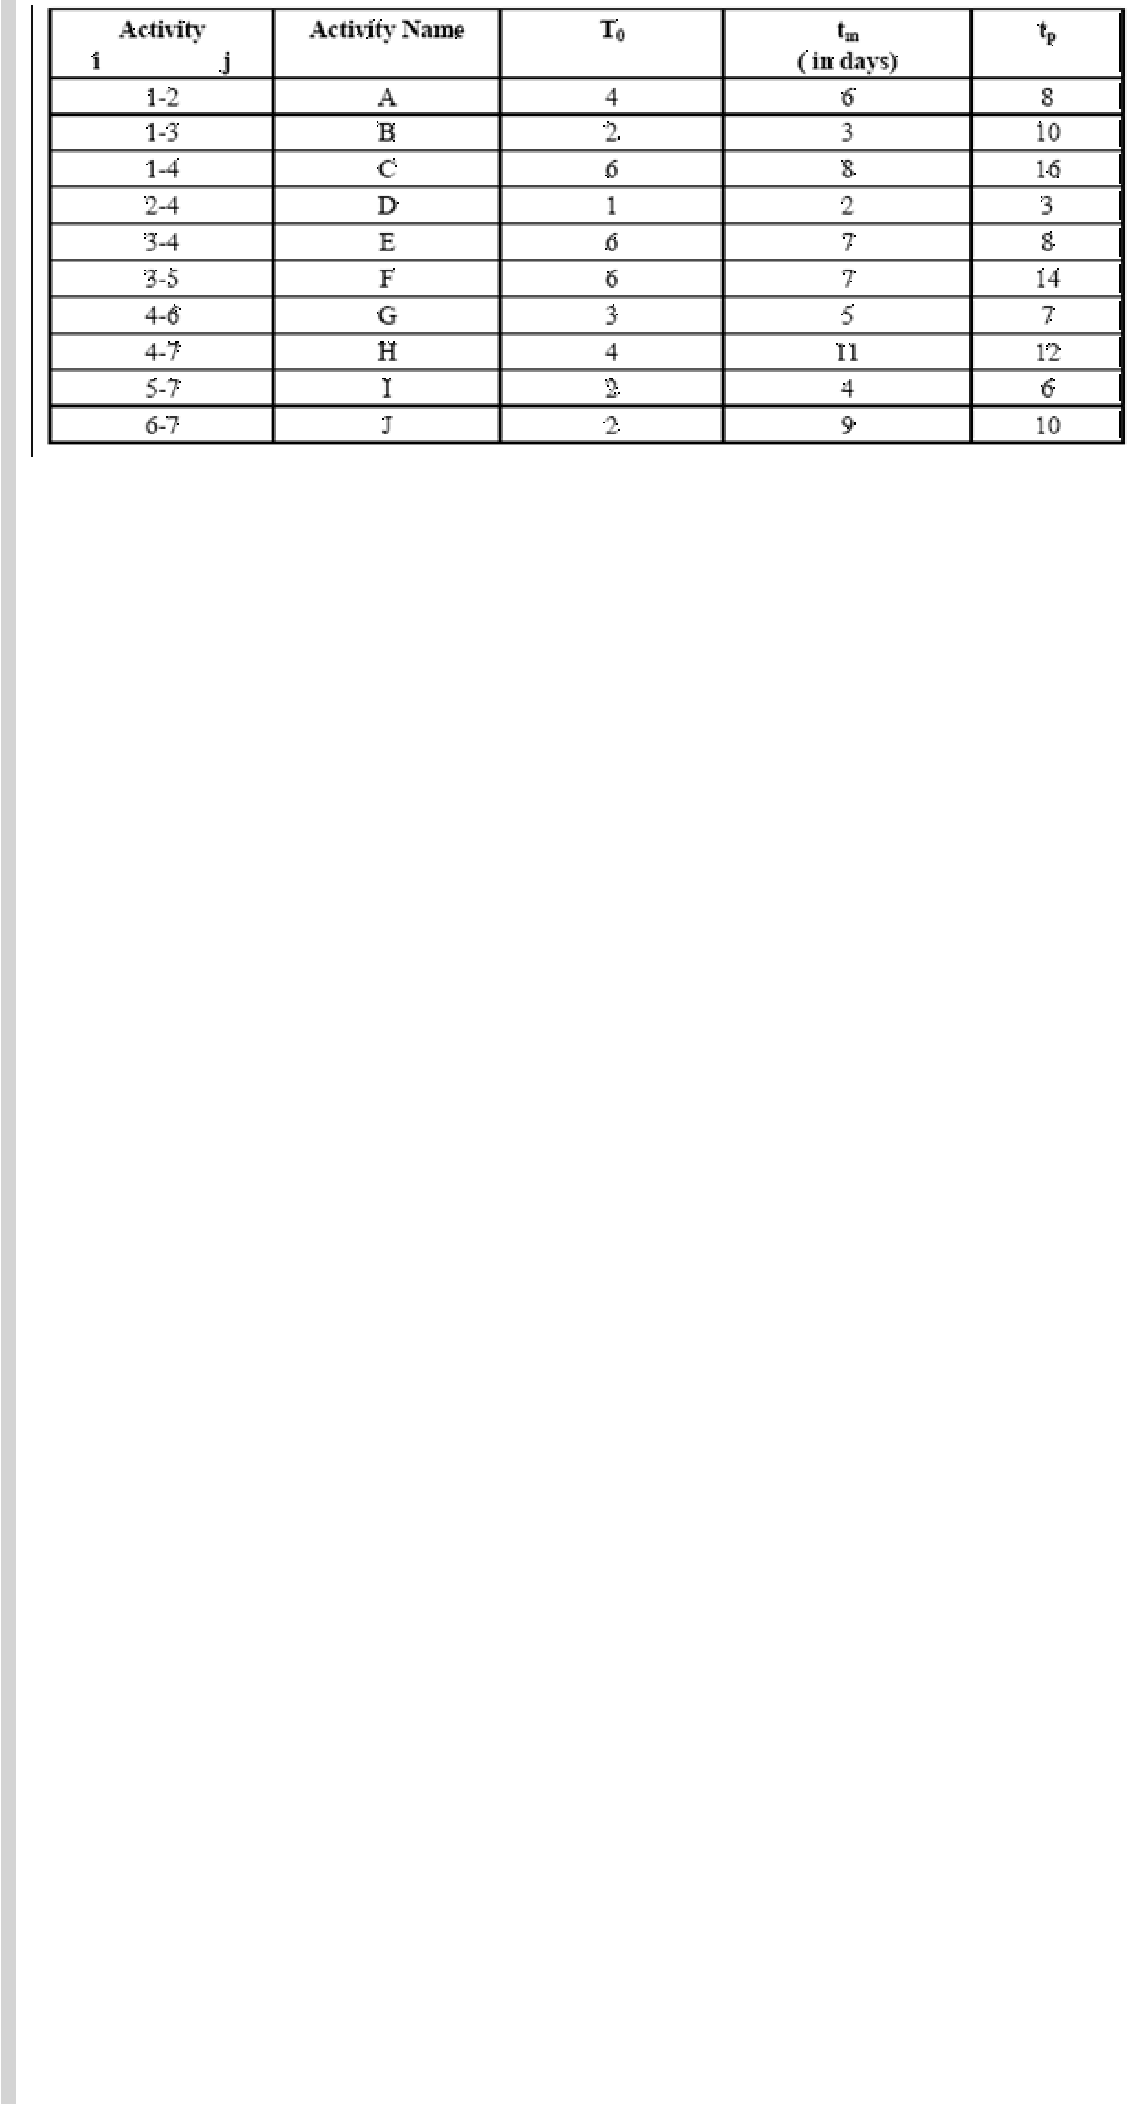 Activity Activity Name T₀ tₘ tₚ
i j ( in days)
1-2 A 4 6 8
1-3 B 2 3 10
1-4 C 6 8 16
2-4 D 1 2 3
3-4 E 6 7 8
3-5 F 6 7 14
4-6 G 3 5 7
4-7 H 4 11 12
5-7 I 2 4 6
6-7 J 2 9 10